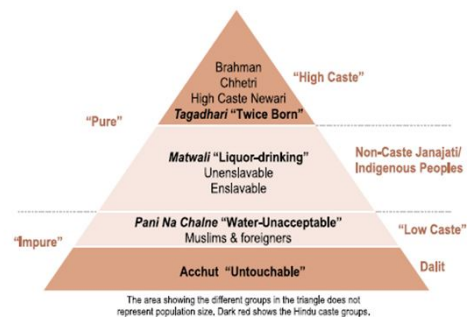 Brahman
Chhetri
High Caste Newari
Tagadhari "Twice Born"
"High Caste"
"Pure"
Matwali "Liquor-drinking"
Unenslavable
Enslavable
Non-Caste Janajati/
Indigenous Peoples
Pani Na Chalne "Water-Unacceptable"
Muslims & foreigners
"Low Caste"
"Impure"
Acchut "Untouchable"
Dalit
The area showing the different groups in the triangle does not
represent population size. Dark red shows the Hindu caste groups.